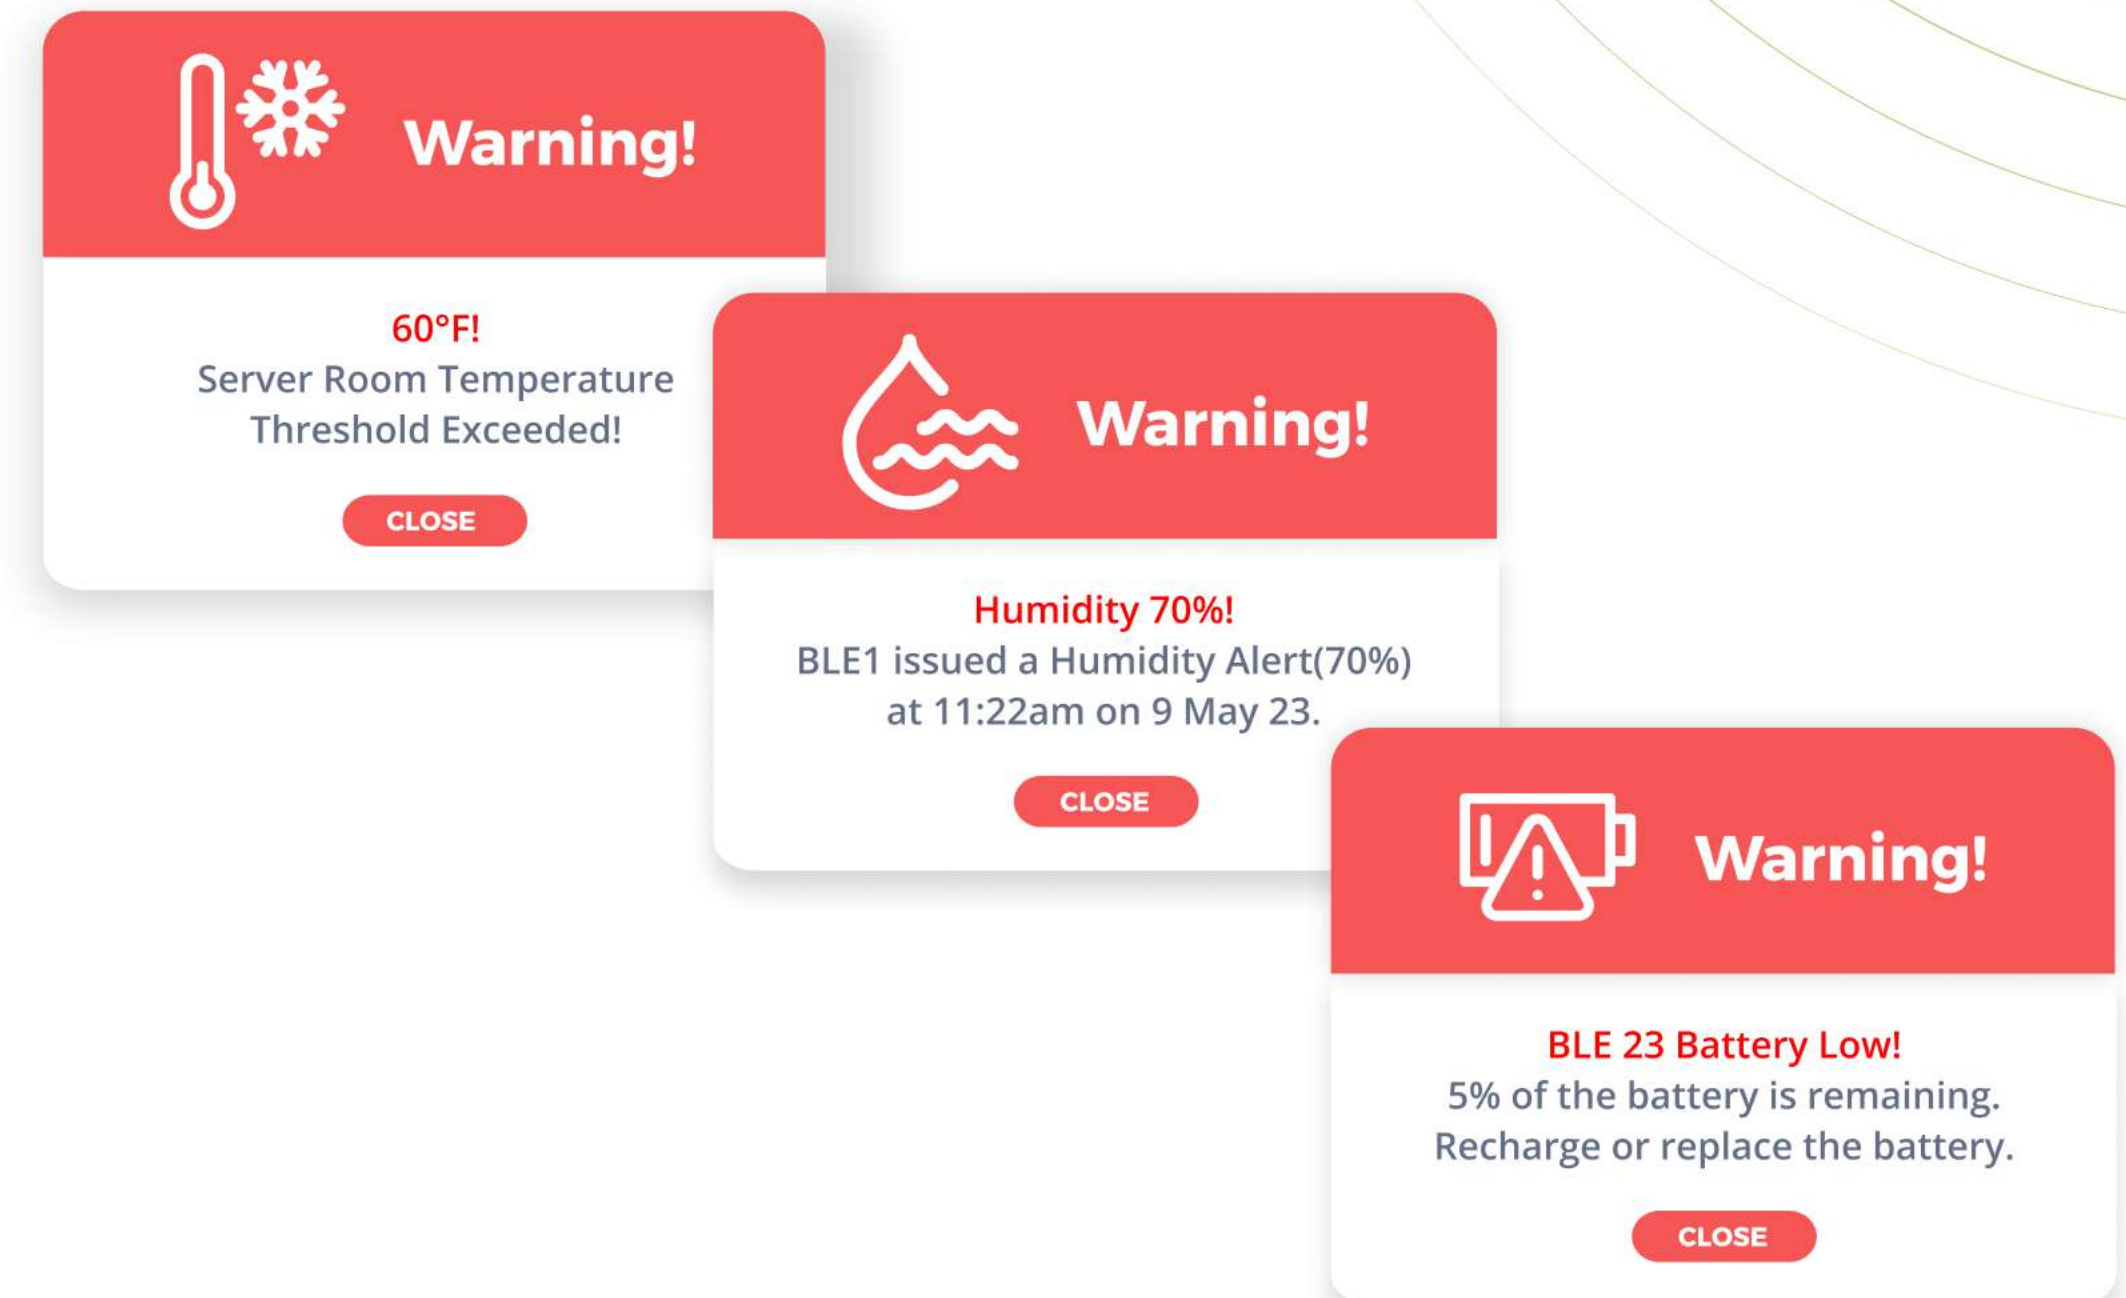 Warning!
60°F!
Server Room Temperature
Threshold Exceeded!
CLOSE
Warning!
Humidity 70%!
BLE1 issued a Humidity Alert(70%)
at 11:22am on 9 May 23.
CLOSE
Warning!
BLE 23 Battery Low!
5% of the battery is remaining.
Recharge or replace the battery.
CLOSE